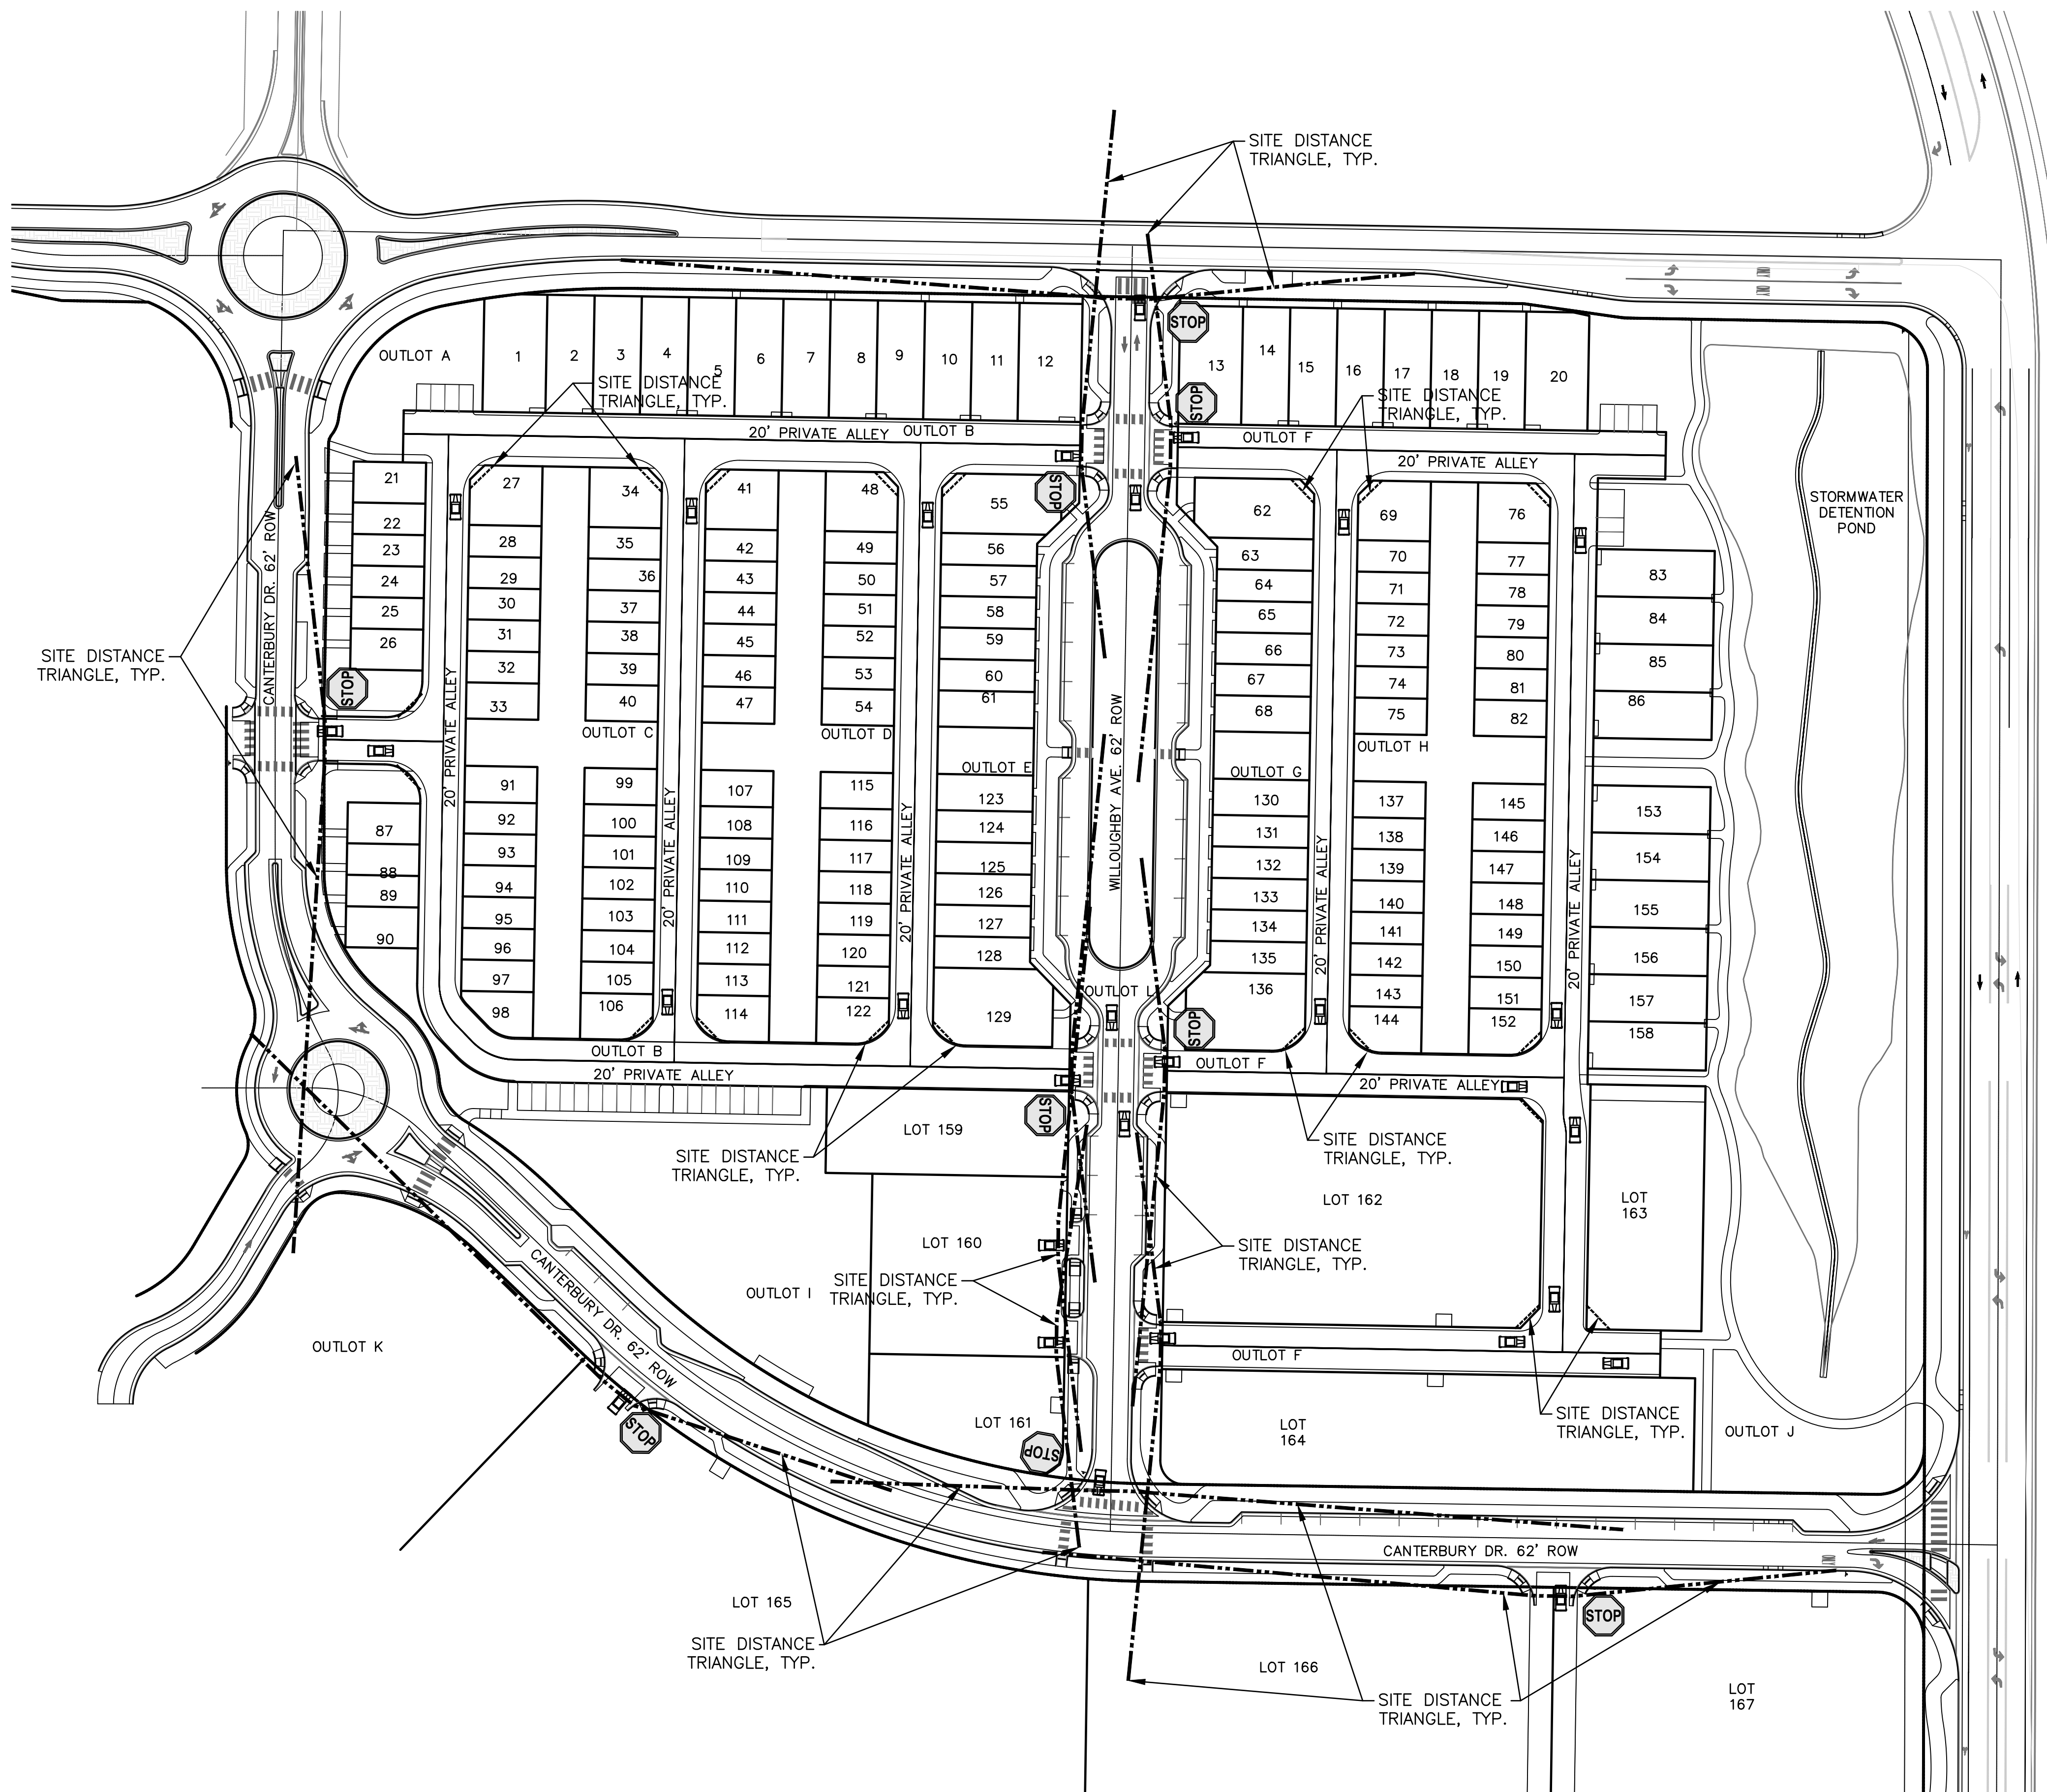 SITE DISTANCE
TRIANGLE, TYP.
STOP
OUTLOT A
1
2
3
4
5
6
7
8
9
10
11
12
13
14
15
16
17
18
19
20
SITE DISTANCE
TRIANGLE, TYP.
STOP
SITE DISTANCE
TRIANGLE, TYP.
20' PRIVATE ALLEY
OUTLOT B
OUTLOT F
20' PRIVATE ALLEY
STORMWATER
DETENTION
POND
ONLY
ONLY
STOP
21
22
23
24
25
26
27
28
29
30
31
32
33
34
35
36
37
38
39
40
OUTLOT C
41
42
43
44
45
46
47
48
49
50
51
52
53
54
OUTLOT D
55
56
57
58
59
60
61
OUTLOT E
62
63
64
65
66
67
68
OUTLOT G
69
70
71
72
73
74
75
OUTLOT H
76
77
78
79
80
81
82
83
84
85
86
CANTERBURY DR. 62' ROW
SITE DISTANCE
TRIANGLE, TYP.
STOP
20' PRIVATE ALLEY
20' PRIVATE ALLEY
20' PRIVATE ALLEY
WILLOUGHBY AVE. 62' ROW
20' PRIVATE ALLEY
20' PRIVATE ALLEY
87
88
89
90
91
92
93
94
95
96
97
98
99
100
101
102
103
104
105
106
107
108
109
110
111
112
113
114
115
116
117
118
119
120
121
122
123
124
125
126
127
128
129
130
131
132
133
134
135
136
137
138
139
140
141
142
143
144
145
146
147
148
149
150
151
152
153
154
155
156
157
158
OUTLOT L
STOP
OUTLOT B
20' PRIVATE ALLEY
OUTLOT F
20' PRIVATE ALLEY
STOP
LOT 159
SITE DISTANCE
TRIANGLE, TYP.
SITE DISTANCE
TRIANGLE, TYP.
LOT 162
LOT
163
LOT 160
SITE DISTANCE
TRIANGLE, TYP.
SITE DISTANCE
TRIANGLE, TYP.
OUTLOT I
OUTLOT K
CANTERBURY DR. 62' ROW
OUTLOT F
STOP
LOT 161
STOP
LOT
164
SITE DISTANCE
TRIANGLE, TYP.
OUTLOT J
CANTERBURY DR. 62' ROW
ONLY
STOP
LOT 165
SITE DISTANCE
TRIANGLE, TYP.
LOT 166
SITE DISTANCE
TRIANGLE, TYP.
LOT
167